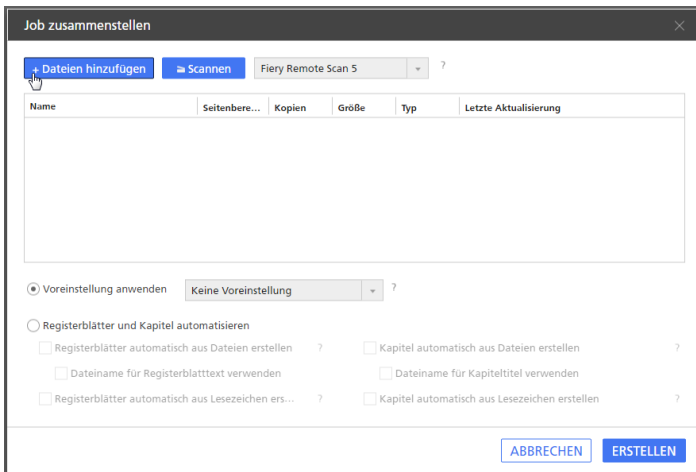 Job zusammenstellen
+ Dateien hinzufügen Scannen Fiery Remote Scan 5 ?
Name Seitenbere... Kopien Größe Typ Letzte Aktualisierung
Voreinstellung anwenden Keine Voreinstellung ?
Registerblätter und Kapitel automatisieren
Registerblätter automatisch aus Dateien erstellen ? Kapitel automatisch aus Dateien erstellen ?
Dateiname für Registerblatttext verwenden Dateiname für Kapiteltitel verwenden
Registerblätter automatisch aus Lesezeichen ers... ? Kapitel automatisch aus Lesezeichen erstellen ?
ABBRECHEN ERSTELLEN